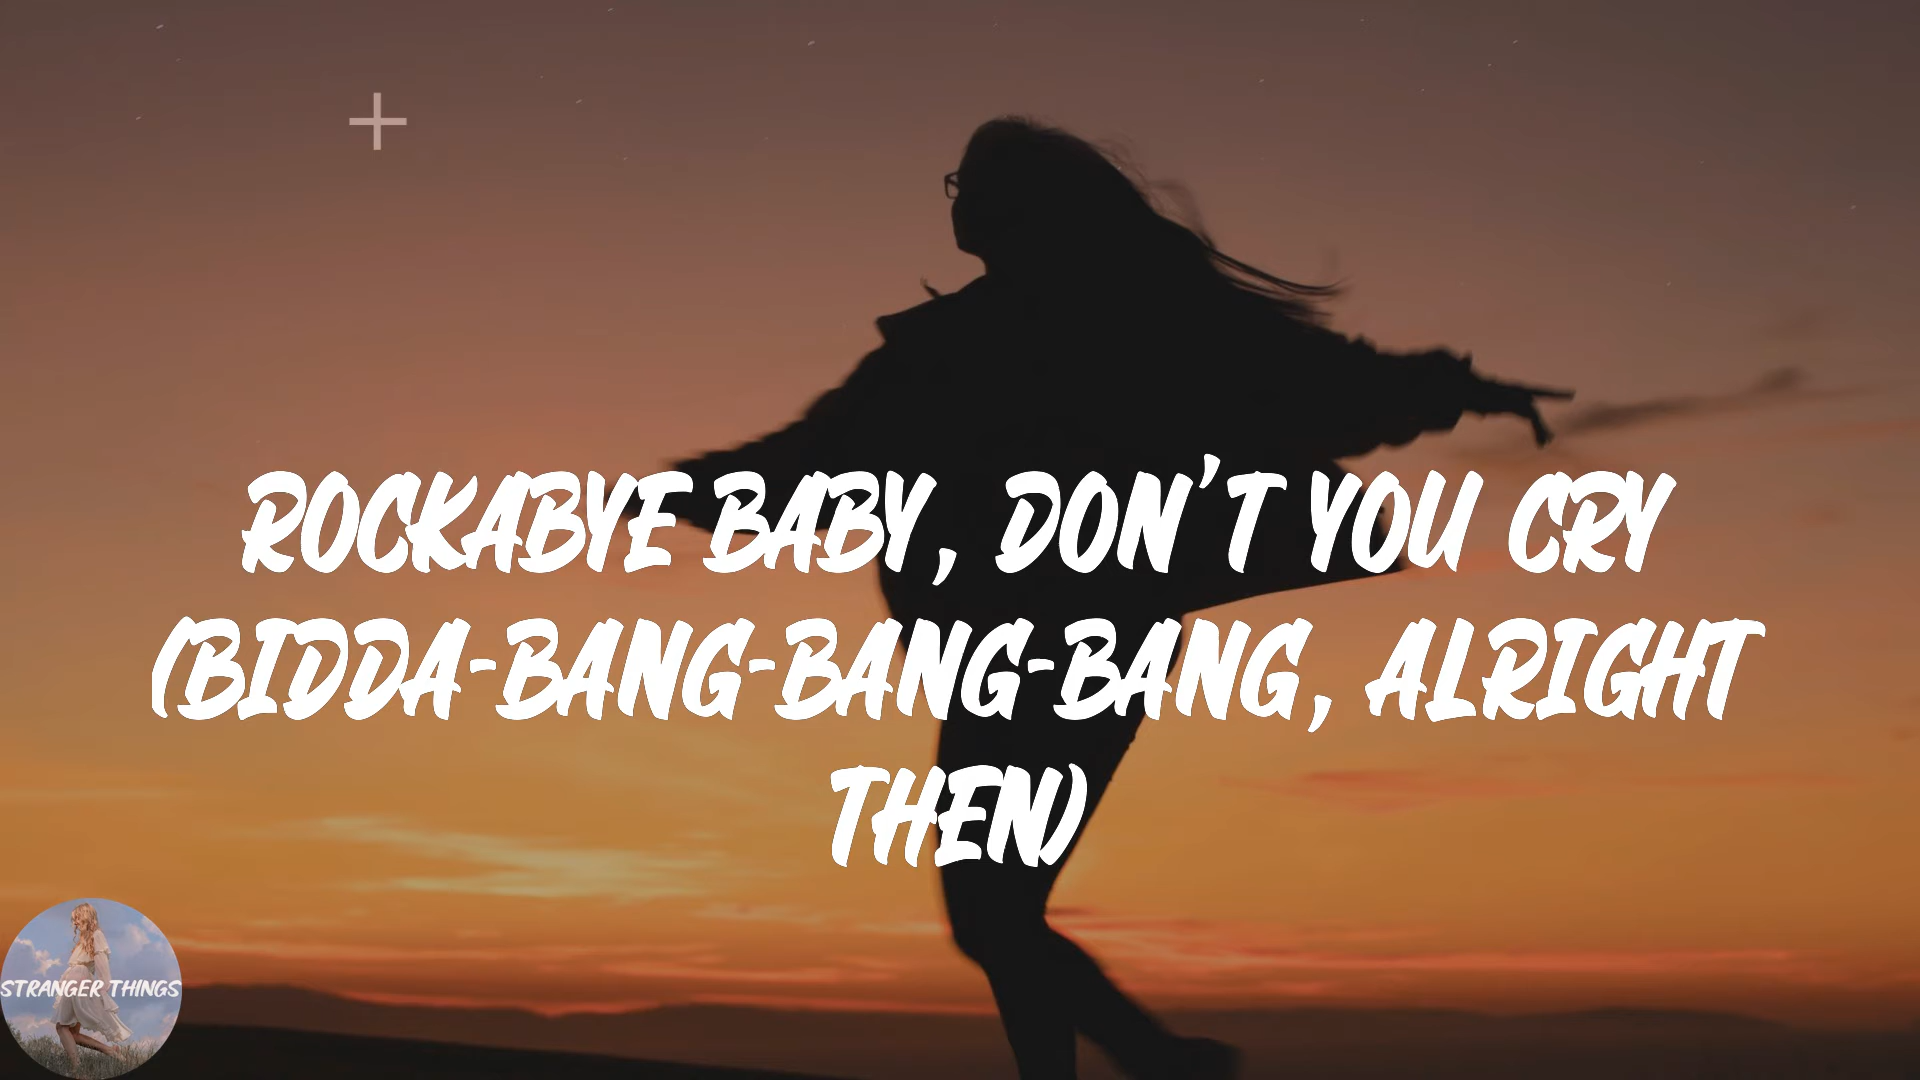 ROCKABYE BABY, DON'T YOU CRY
(BIDDA-BANG-BANG-BANG, ALRIGHT
THEN)
STRANGER THINGS